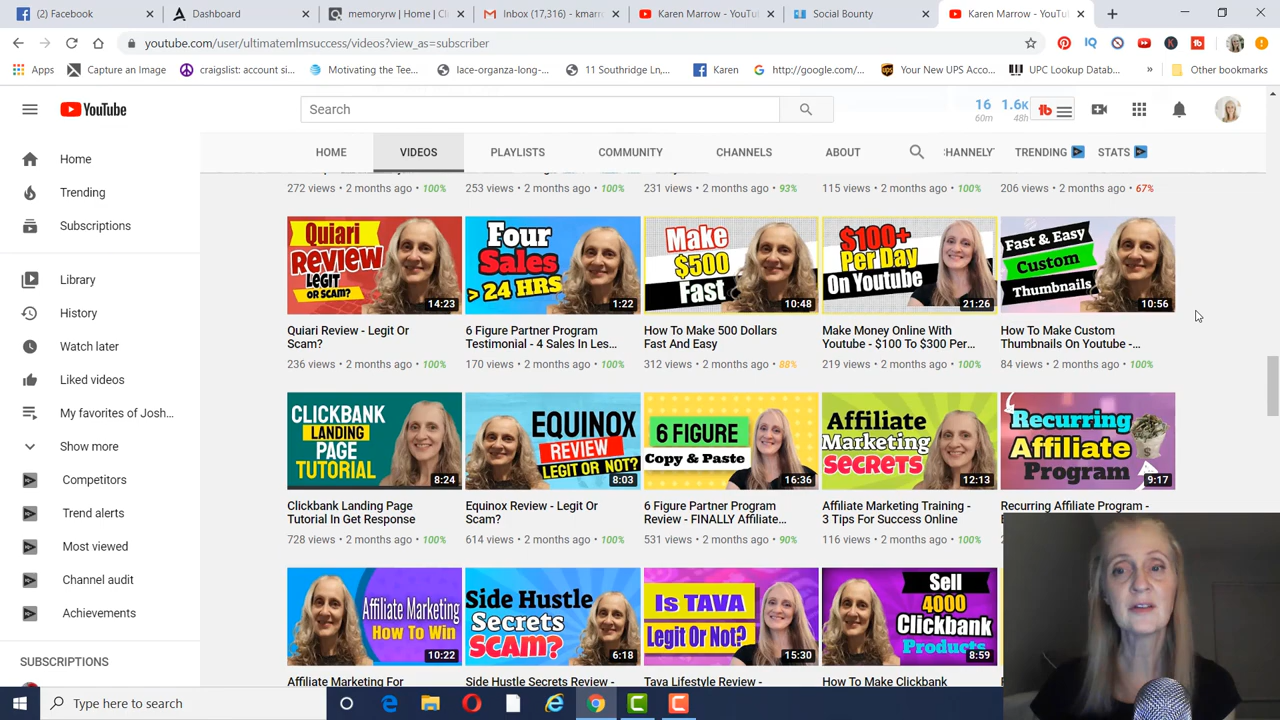 (2) Facebook
Dashboard
memoryrw | Home | Cl
Inbox (17,316) - kmarro
Karen Marrow - YouTu
Social Bounty
Karen Marrow - YouTu
youtube.com/user/ultimatemlmsuccess/videos?view_as=subscriber
Apps
Capture an Image
craigslist: account si...
Motivating the Tee...
lace-organza-long-...
11 Southridge Ln,...
Karen
http://google.com/...
Your New UPS Acco...
UPC Lookup Datab...
»
Other bookmarks
YouTube
Search
16
60m
1.6K
48h
HOME
VIDEOS
PLAYLISTS
COMMUNITY
CHANNELS
ABOUT
CHANNELY
TRENDING
STATS
Home
Trending
Subscriptions
Library
History
Watch later
Liked videos
My favorites of Josh...
Show more
Competitors
Trend alerts
Most viewed
Channel audit
Achievements
SUBSCRIPTIONS
272 views • 2 months ago • 100%
253 views • 2 months ago • 100%
231 views • 2 months ago • 93%
115 views • 2 months ago • 100%
206 views • 2 months ago • 67%
Quiari
REVIEW
LEGIT
OR SCAM?
14:23
Four
Sales
> 24 HRS
1:22
Make
$500
Fast
10:48
$100+
Per Day
On Youtube
21:26
Fast & Easy
Custom
Thumbnails
10:56
Quiari Review - Legit Or
Scam?
236 views • 2 months ago • 100%
6 Figure Partner Program
Testimonial - 4 Sales In Les...
170 views • 2 months ago • 100%
How To Make 500 Dollars
Fast And Easy
312 views • 2 months ago • 88%
Make Money Online With
Youtube - $100 To $300 Per...
219 views • 2 months ago • 100%
How To Make Custom
Thumbnails On Youtube -...
84 views • 2 months ago • 100%
CLICKBANK
LANDING
PAGE
TUTORIAL
8:24
EQUINOX
REVIEW
LEGIT OR NOT?
8:03
6 FIGURE
Copy & Paste
16:36
Affiliate
Marketing
SECRETS
12:13
Recurring
Affiliate
Program
9:17
Clickbank Landing Page
Tutorial In Get Response
728 views • 2 months ago • 100%
Equinox Review - Legit Or
Scam?
614 views • 2 months ago • 100%
6 Figure Partner Program
Review - FINALLY Affiliate...
531 views • 2 months ago • 90%
Affiliate Marketing Training -
3 Tips For Success Online
116 views • 2 months ago • 100%
Recurring Affiliate Program -
Affiliate Marketing
How To Win
10:22
Side Hustle
Secrets
SCAM?
6:18
Is TAVA
Legit Or Not?
15:30
Sell
4000
Clickbank
Products
8:59
Affiliate Marketing For
Side Hustle Secrets Review -
Tava Lifestyle Review -
How To Make Clickbank
Type here to search